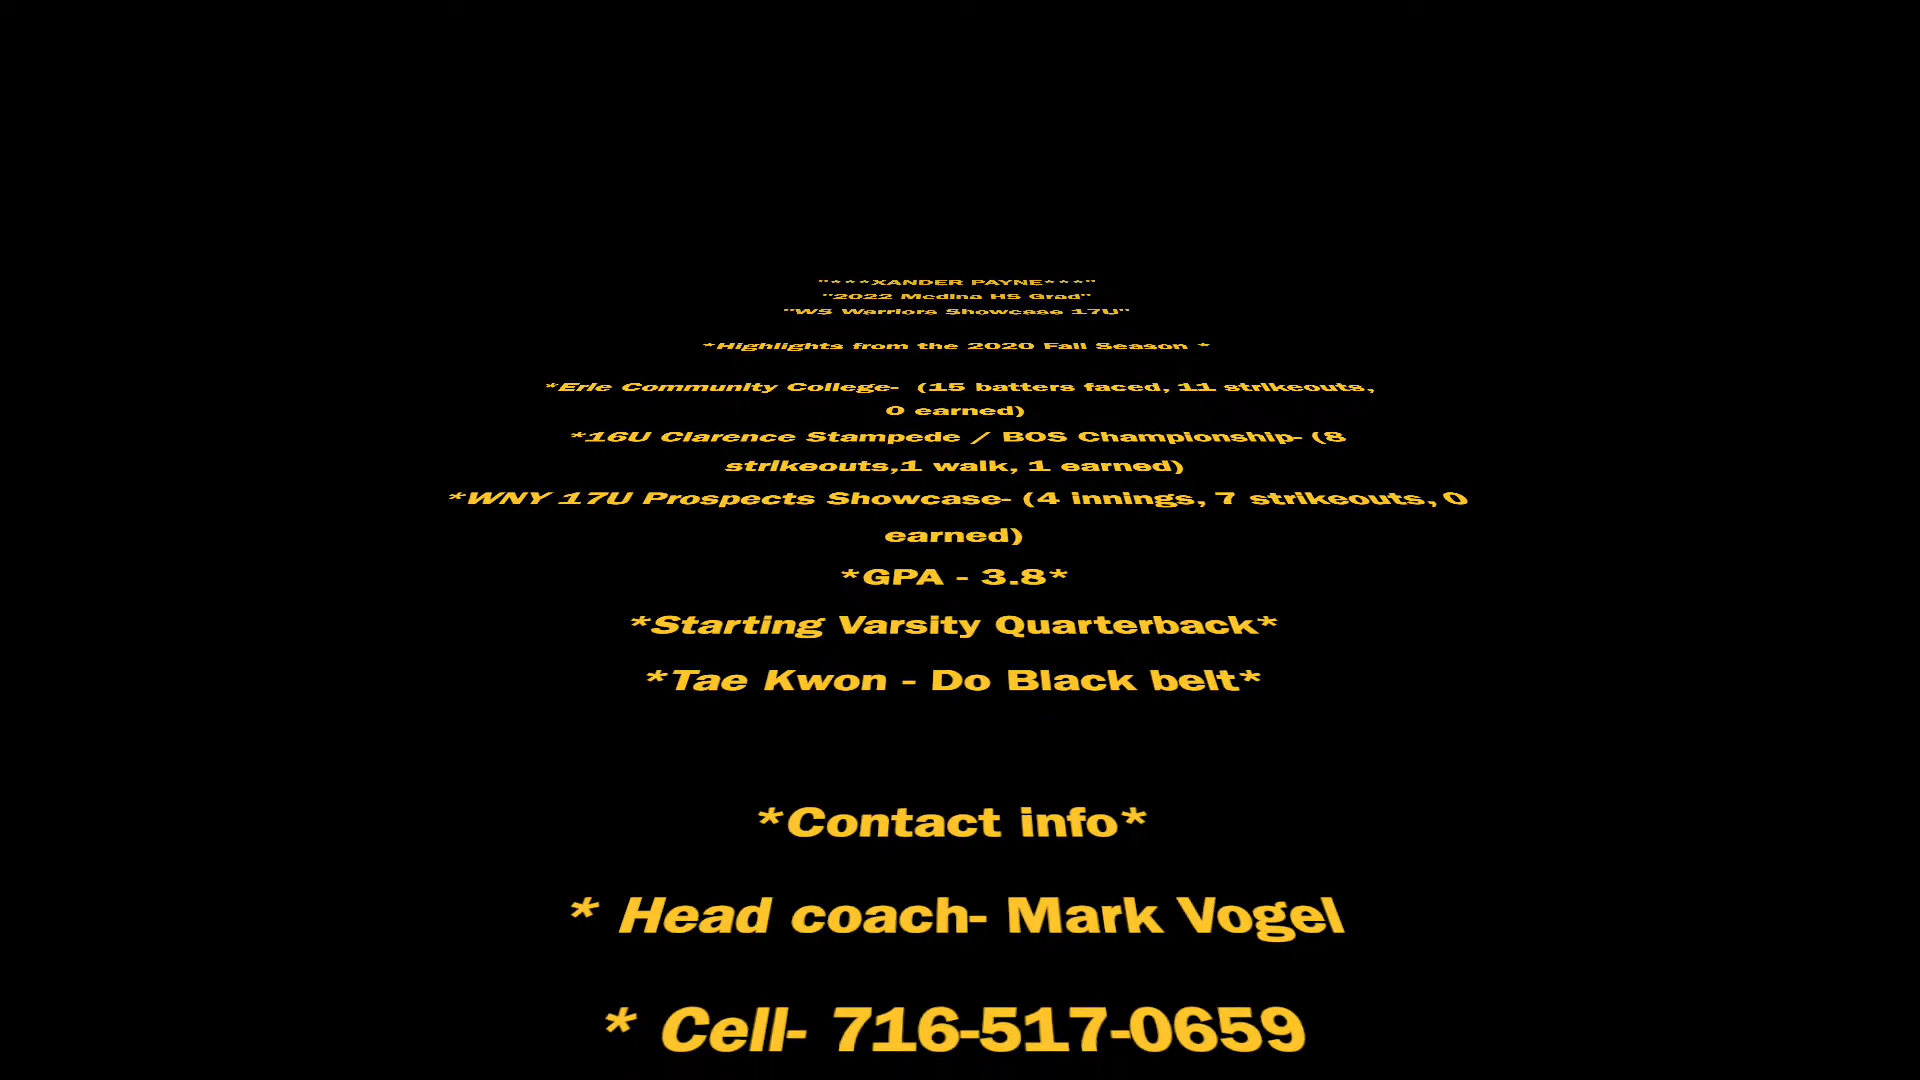 "***XANDER PAYNE***"
"2022 Medina HS Grad"
"WS Warriors Showcase 17U"
*Highlights from the 2020 Fall Season *
*Erie Community College- (15 batters faced, 11 strikeouts,
0 earned)
*16U Clarence Stampede / BOS Championship- (8
strikeouts,1 walk, 1 earned)
*WNY 17U Prospects Showcase- (4 innings, 7 strikeouts, 0
earned)
*GPA - 3.8*
*Starting Varsity Quarterback*
*Tae Kwon - Do Black belt*
*Contact info*
* Head coach- Mark Vogel
* Cell- 716-517-0659